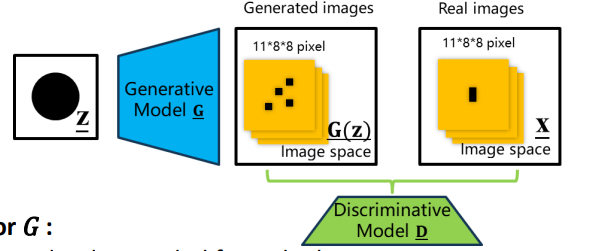 Generated images
Real images
11*8*8 pixel
11*8*8 pixel
Generative
Model G
z
G(z)
Image space
x
Image space
Discriminative
Model D
or G :